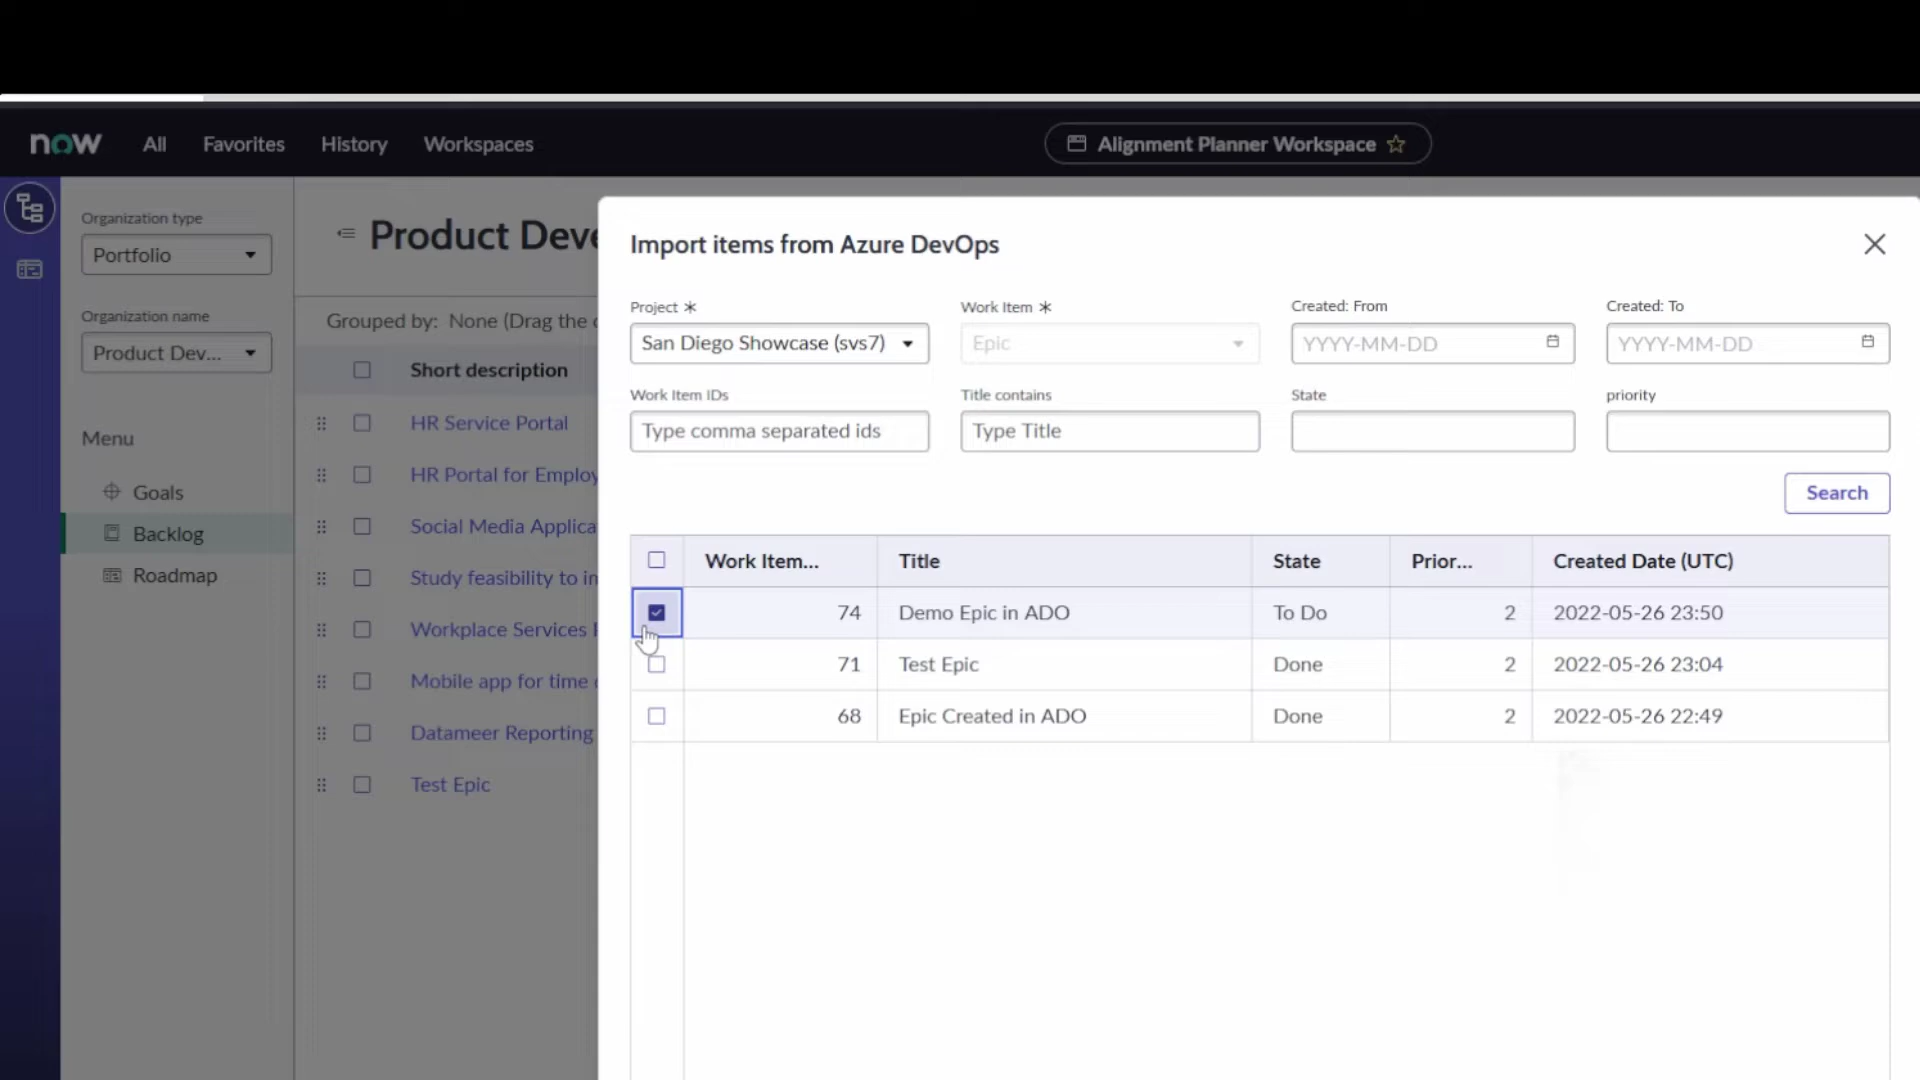 now All Favorites History Workspaces Alignment Planner Workspace
Organization type
Portfolio
Organization name
Product Dev...
Menu
Goals
Backlog
Roadmap
Product Deve
Grouped by: None (Drag the
Short description
HR Service Portal
HR Portal for Employ
Social Media Applica
Study feasibility to in
Workplace Services
Mobile app for time
Datameer Reporting
Test Epic
Import items from Azure DevOps
Project * Work Item * Created: From Created: To
San Diego Showcase (svs7) Epic YYYY-MM-DD YYYY-MM-DD
Work Item IDs Title contains State priority
Type comma separated ids Type Title
Search
Work Item... Title State Prior... Created Date (UTC)
74 Demo Epic in ADO To Do 2 2022-05-26 23:50
71 Test Epic Done 2 2022-05-26 23:04
68 Epic Created in ADO Done 2 2022-05-26 22:49